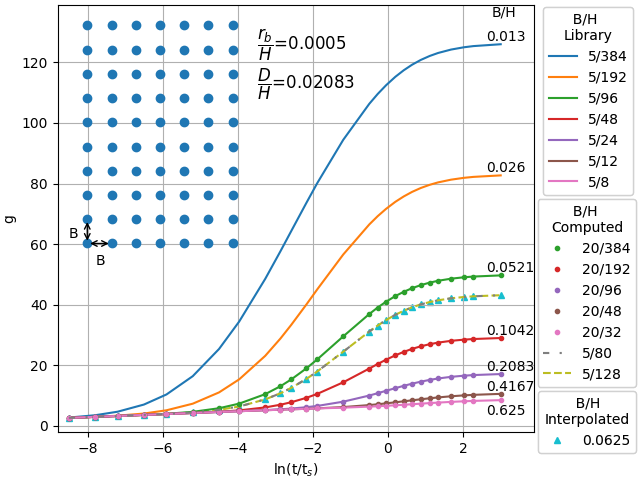 B/H
0.013
r_b/H=0.0005
D/H=0.02083
0.026
0.0521
0.1042
0.2083
0.4167
0.625
B
B
g
0
20
40
60
80
100
120
−8
−6
−4
−2
0
2
ln(t/t_s)
B/H
Library
5/384
5/192
5/96
5/48
5/24
5/12
5/8
B/H
Computed
20/384
20/192
20/96
20/48
20/32
5/80
5/128
B/H
Interpolated
0.0625